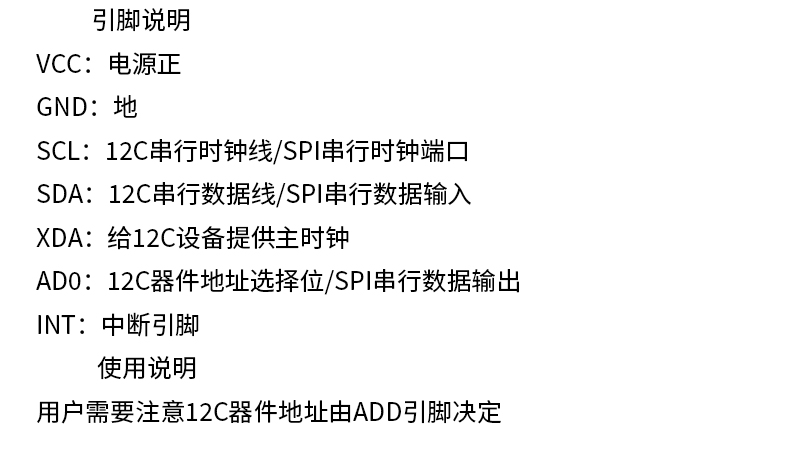 引脚说明
VCC：电源正
GND：地
SCL：12C串行时钟线/SPI串行时钟端口
SDA：12C串行数据线/SPI串行数据输入
XDA：给12C设备提供主时钟
AD0：12C器件地址选择位/SPI串行数据输出
INT：中断引脚
使用说明
用户需要注意12C器件地址由ADD引脚决定